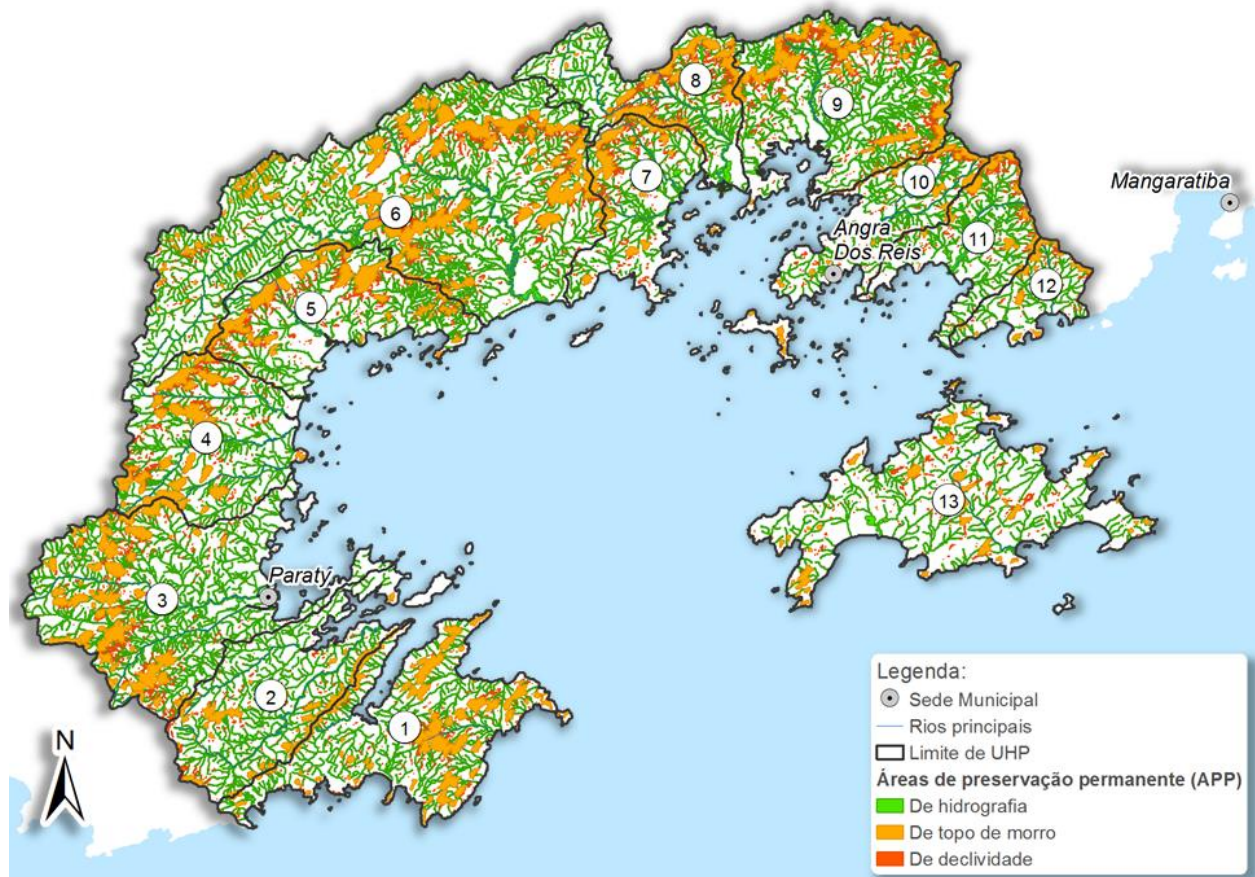 8
9
7
10
Mangaratiba
6
Angra
Dos Reis
11
12
5
4
13
Paraty
3
2
1
N
Legenda:
Sede Municipal
Rios principais
Limite de UHP
Áreas de preservação permanente (APP)
De hidrografia
De topo de morro
De declividade